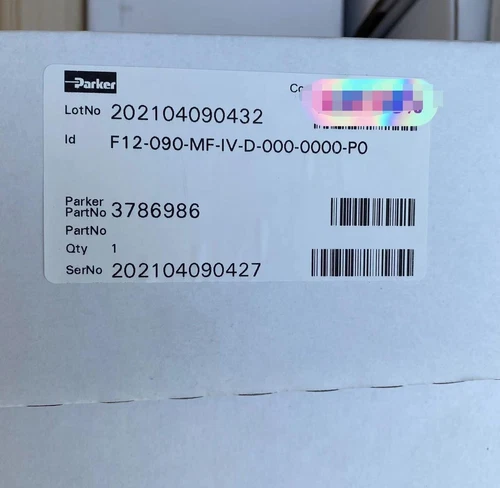 Parker
Co
LotNo 202104090432
Id F12-090-MF-IV-D-000-0000-P0
Parker
PartNo 3786986
PartNo
Qty 1
SerNo 202104090427